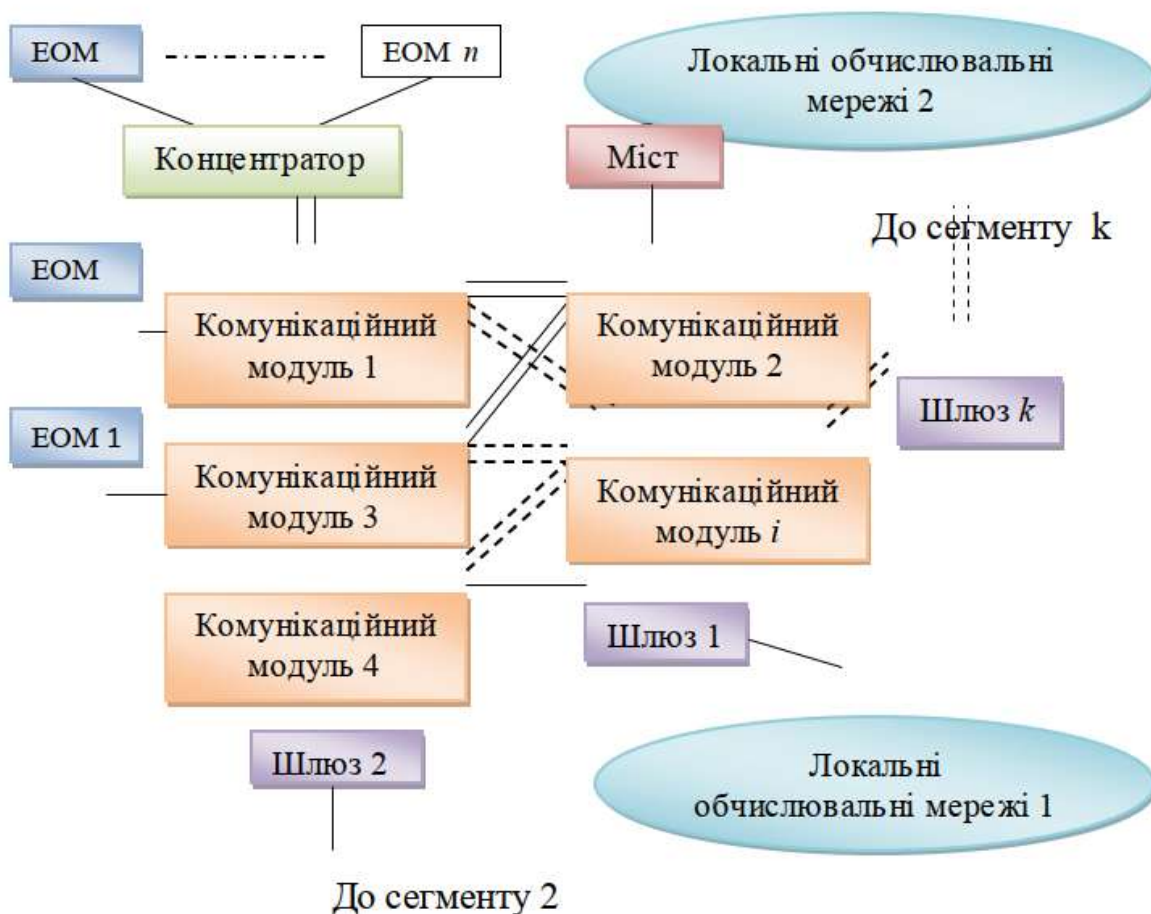 ЕОМ
ЕОМ n
Локальні обчислювальні
мережі 2
Концентратор
Міст
До сегменту k
ЕОМ
Комунікаційний
модуль 1
Комунікаційний
модуль 2
Шлюз k
ЕОМ 1
Комунікаційний
модуль 3
Комунікаційний
модуль i
Комунікаційний
модуль 4
Шлюз 1
Шлюз 2
Локальні
обчислювальні мережі 1
До сегменту 2